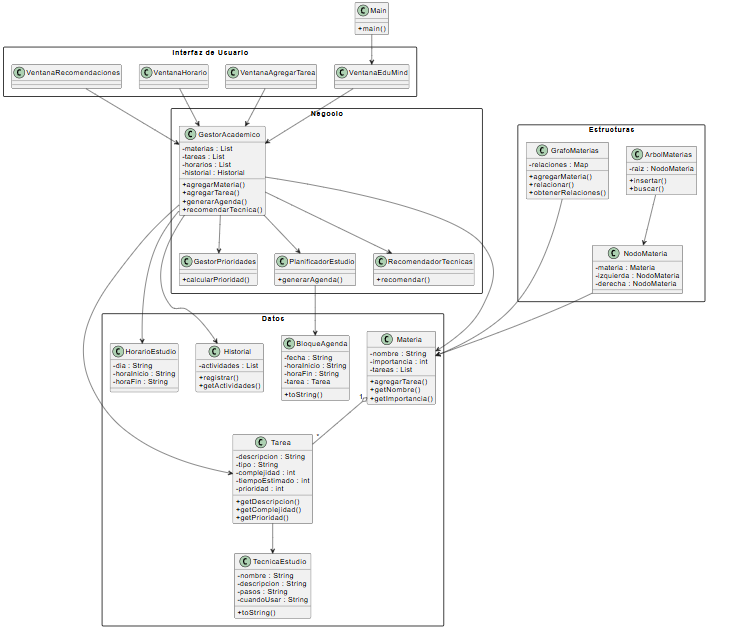 C Main
+main()
Interfaz de Usuario
C VentanaRecomendaciones
C VentanaHorario
C VentanaAgregarTarea
C VentanaEduMind
Negocio
C GestorAcademico
-materias : List
-tareas : List
-horarios : List
-historial : Historial
+agregarMateria()
+agregarTarea()
+generarAgenda()
+recomendarTecnica()
C GestorPrioridades
+calcularPrioridad()
C PlanificadorEstudio
+generarAgenda()
C RecomendadorTecnicas
+recomendar()
Estructuras
C GrafoMaterias
-relaciones : Map
+agregarMateria()
+relacionar()
+obtenerRelaciones()
C ArbolMaterias
-raiz : NodoMateria
+insertar()
+buscar()
C NodoMateria
-materia : Materia
-izquierda : NodoMateria
-derecha : NodoMateria
Datos
C HorarioEstudio
-dia : String
-horaInicio : String
-horaFin : String
C Historial
-actividades : List
+registrar()
+getActividades()
C BloqueAgenda
-fecha : String
-horaInicio : String
-horaFin : String
-tarea : Tarea
+toString()
C Materia
-nombre : String
-importancia : int
-tareas : List
+agregarTarea()
+getNombre()
+getImportancia()
1
*
C Tarea
-descripcion : String
-tipo : String
-complejidad : int
-tiempoEstimado : int
-prioridad : int
+getDescripcion()
+getComplejidad()
+getPrioridad()
C TecnicaEstudio
-nombre : String
-descripcion : String
-pasos : String
-cuandoUsar : String
+toString()